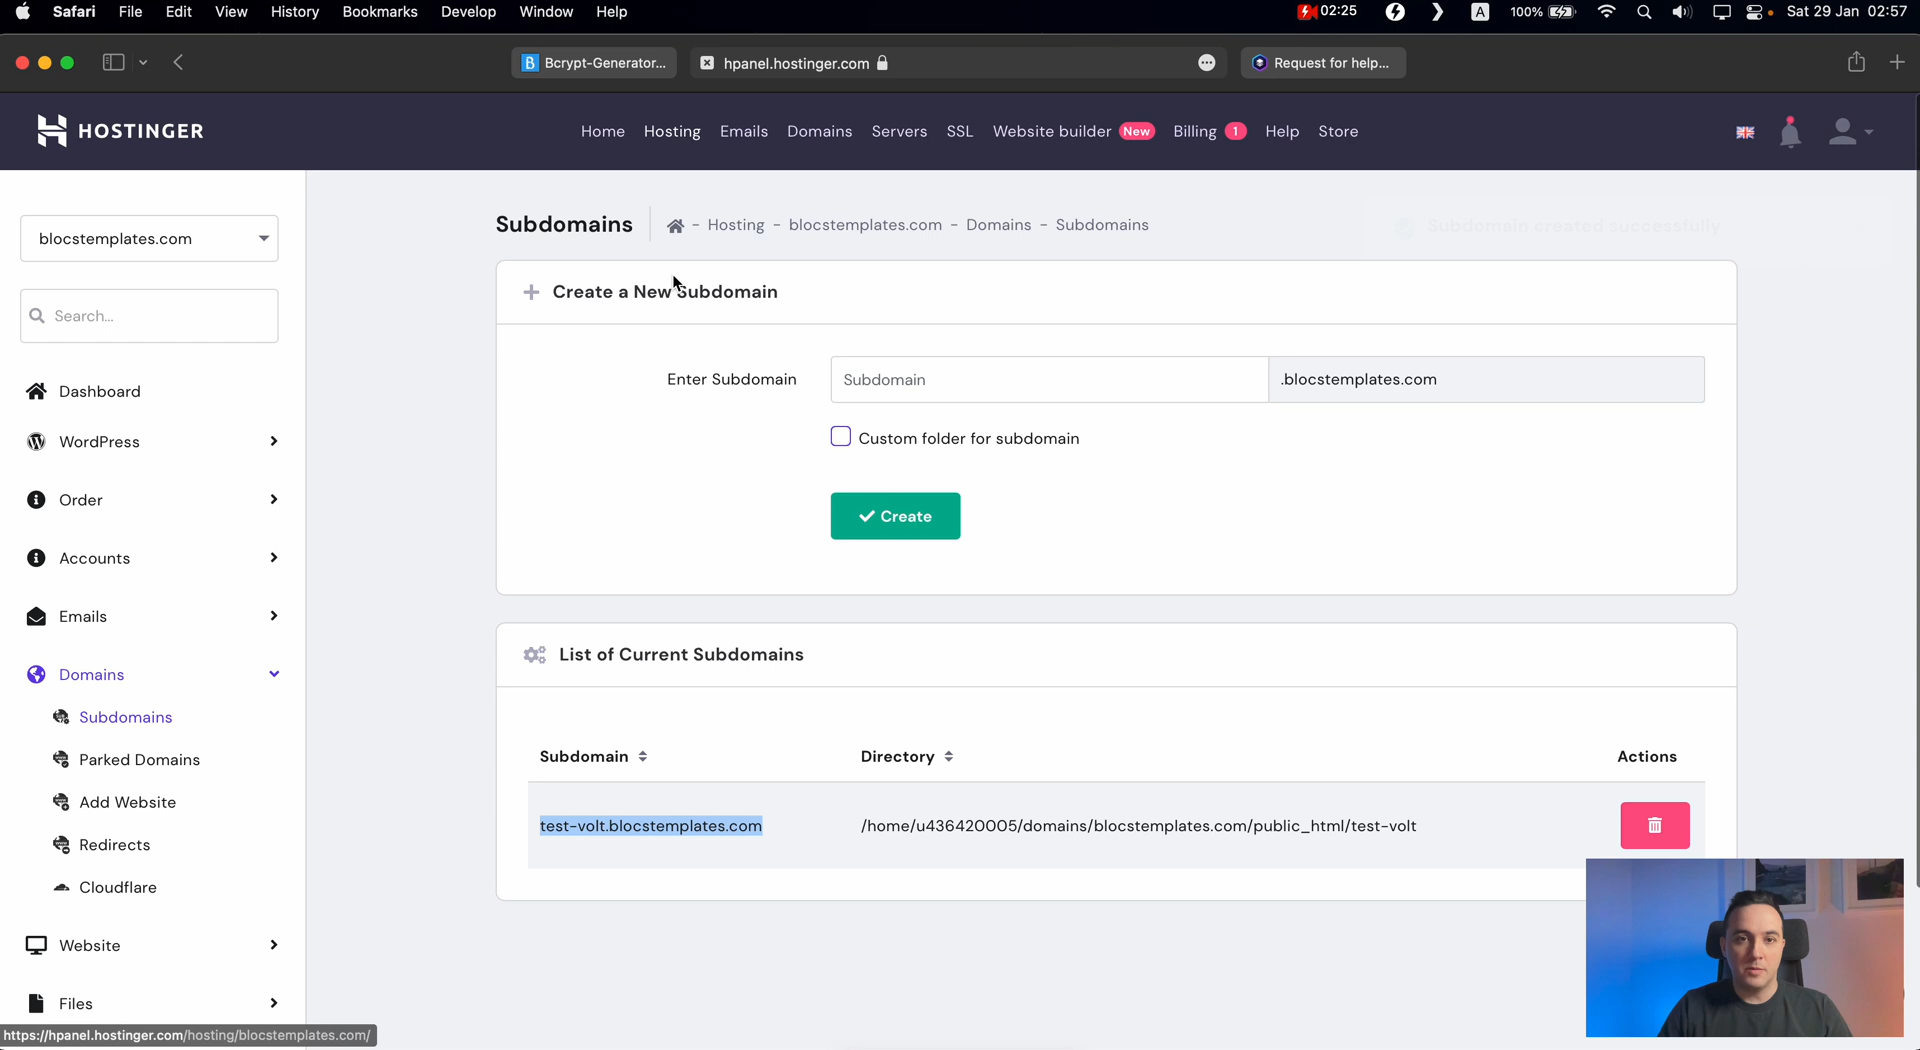 Safari File Edit View History Bookmarks Develop Window Help 02:25 A 100% Sat 29 Jan 02:57
B Bcrypt-Generator... hpanel.hostinger.com Request for help...
HOSTINGER Home Hosting Emails Domains Servers SSL Website builder New Billing 1 Help Store
blocstemplates.com
Search...
Dashboard
WordPress
Order
Accounts
Emails
Domains
Subdomains
Parked Domains
Add Website
Redirects
Cloudflare
Website
Files
https://hpanel.hostinger.com/hosting/blocstemplates.com/
Subdomains - Hosting - blocstemplates.com - Domains - Subdomains
Subdomain created successfully
Create a New Subdomain
Enter Subdomain Subdomain .blocstemplates.com
Custom folder for subdomain
Create
List of Current Subdomains
Subdomain Directory Actions
test-volt.blocstemplates.com /home/u436420005/domains/blocstemplates.com/public_html/test-volt